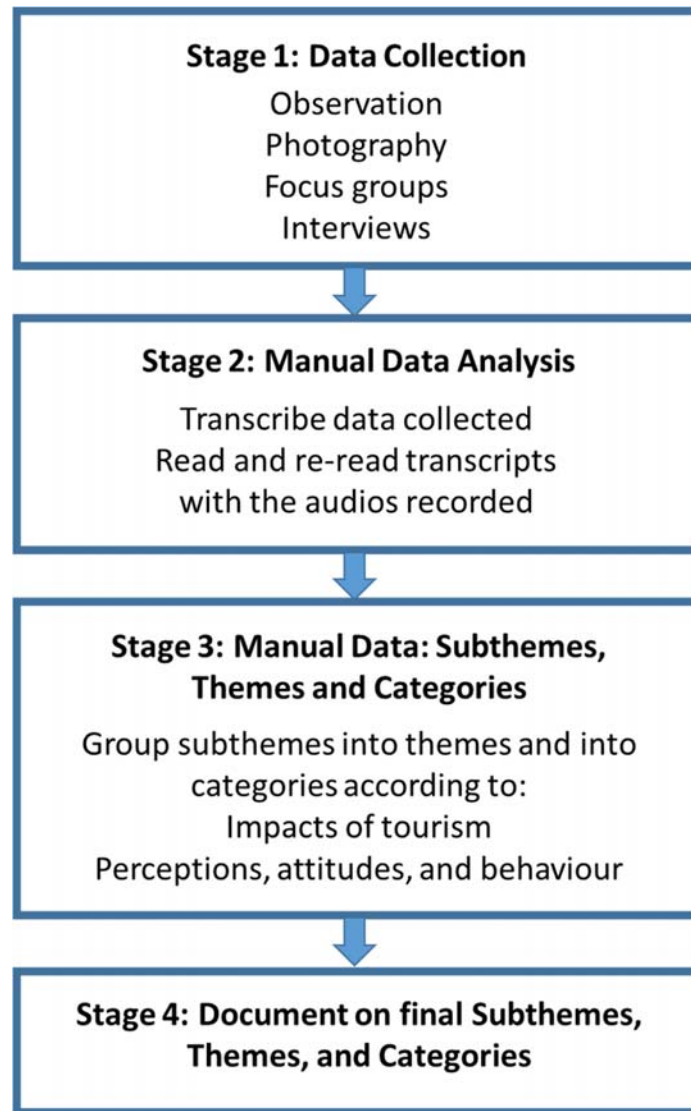 Stage 1: Data Collection
Observation
Photography
Focus groups
Interviews
Stage 2: Manual Data Analysis
Transcribe data collected
Read and re-read transcripts
with the audios recorded
Stage 3: Manual Data: Subthemes,
Themes and Categories
Group subthemes into themes and into
categories according to:
Impacts of tourism
Perceptions, attitudes, and behaviour
Stage 4: Document on final Subthemes,
Themes, and Categories